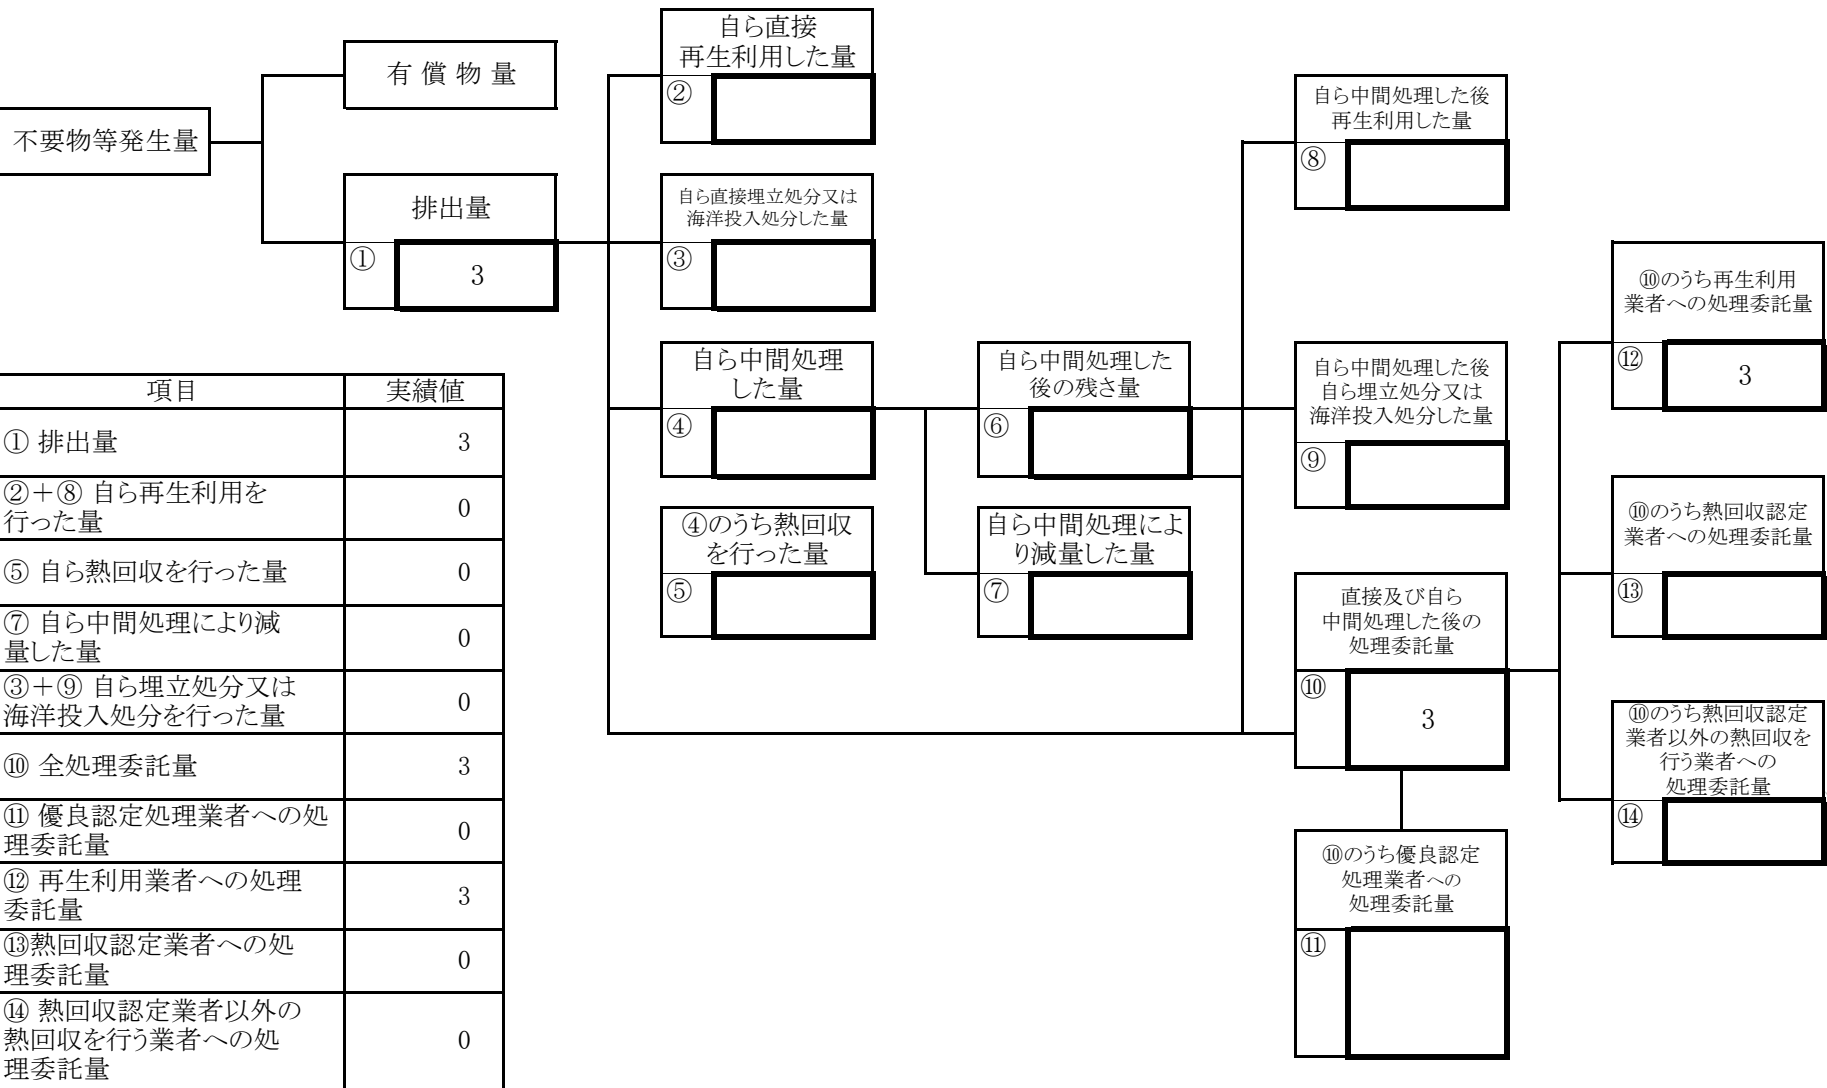 不要物等発生量
有 償 物 量
排出量
①
3
自ら直接
再生利用した量
②
自ら直接埋立処分又は
海洋投入処分した量
③
自ら中間処理
した量
④
④のうち熱回収
を行った量
⑤
自ら中間処理した
後の残さ量
⑥
自ら中間処理によ
り減量した量
⑦
自ら中間処理した後
再生利用した量
⑧
自ら中間処理した後
自ら埋立処分又は
海洋投入処分した量
⑨
直接及び自ら
中間処理した後の
処理委託量
⑩
3
⑩のうち優良認定
処理業者への
処理委託量
⑪
⑩のうち再生利用
業者への処理委託量
⑫
3
⑩のうち熱回収認定
業者への処理委託量
⑬
⑩のうち熱回収認定
業者以外の熱回収を
行う業者への
処理委託量
⑭
項目 実績値
① 排出量 3
②＋⑧ 自ら再生利用を
行った量 0
⑤ 自ら熱回収を行った量 0
⑦ 自ら中間処理により減
量した量 0
③＋⑨ 自ら埋立処分又は
海洋投入処分を行った量 0
⑩ 全処理委託量 3
⑪ 優良認定処理業者への処
理委託量 0
⑫ 再生利用業者への処理
委託量 3
⑬熱回収認定業者への処
理委託量 0
⑭ 熱回収認定業者以外の
熱回収を行う業者への処
理委託量 0